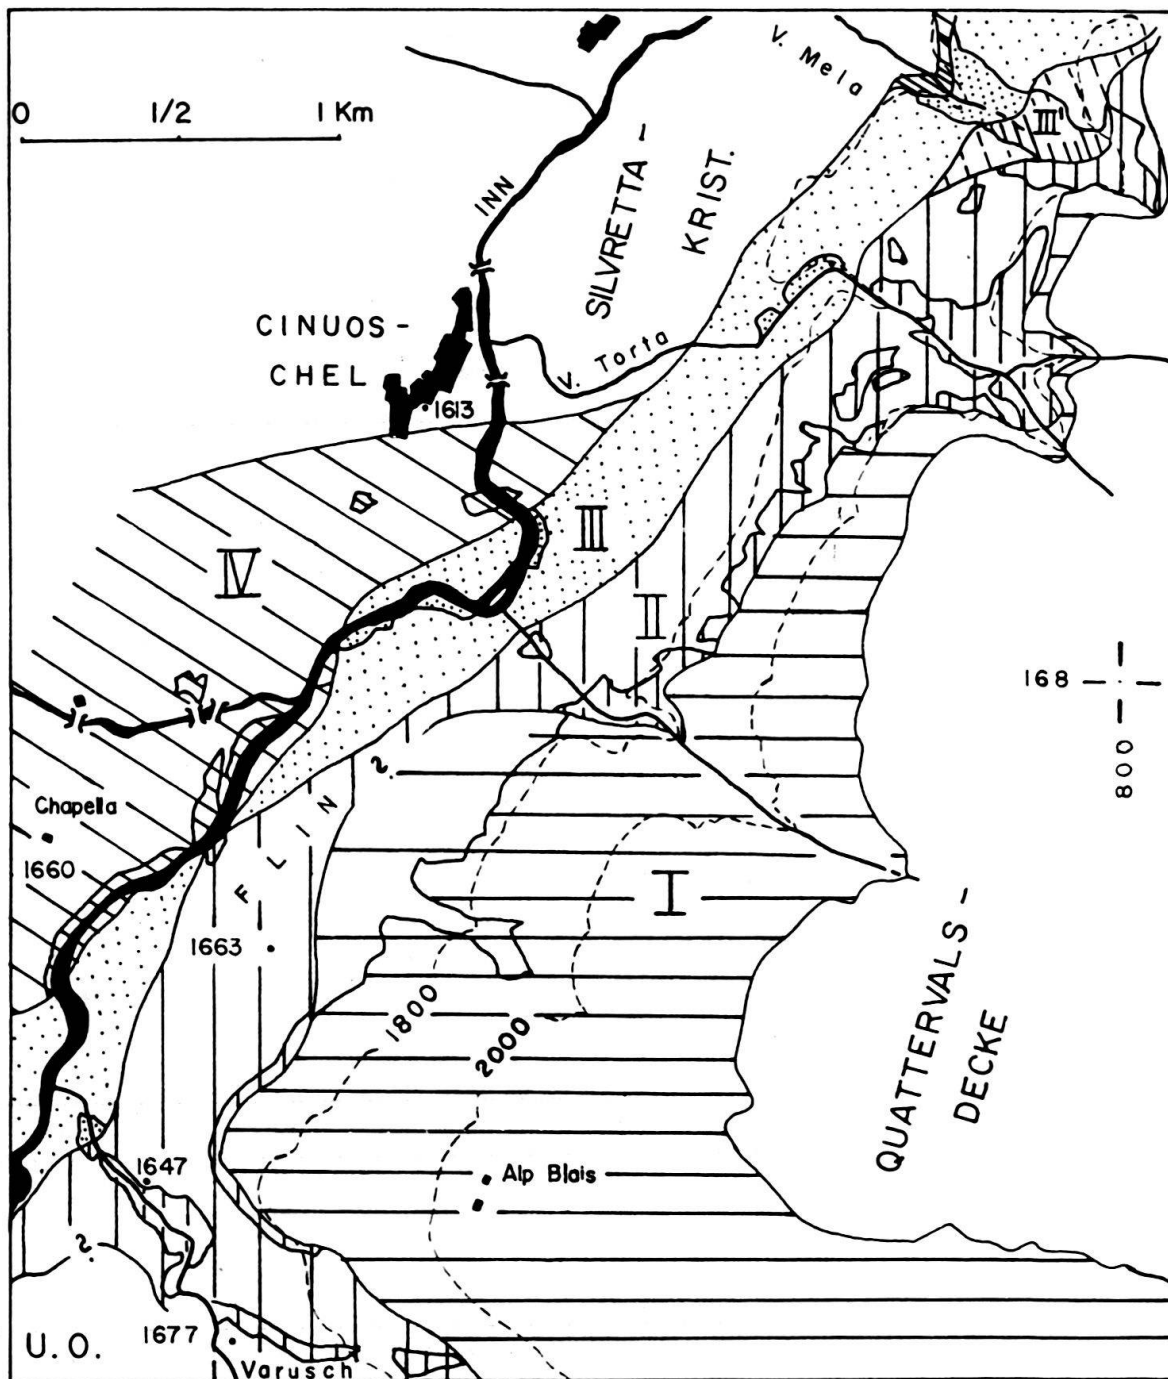 V. Mela
0 1/2 1 Km
III
INN
SILVRETTA -
KRIST.
CINUOS -
CHEL
V. Torta
1613
III
IV
II
168
800
?
Chapella
1660
FLIN
I
1663
1800
2000
QUATTERVALS -
DECKE
1647
Alp Blais
?
1677
U. O.
Varusch